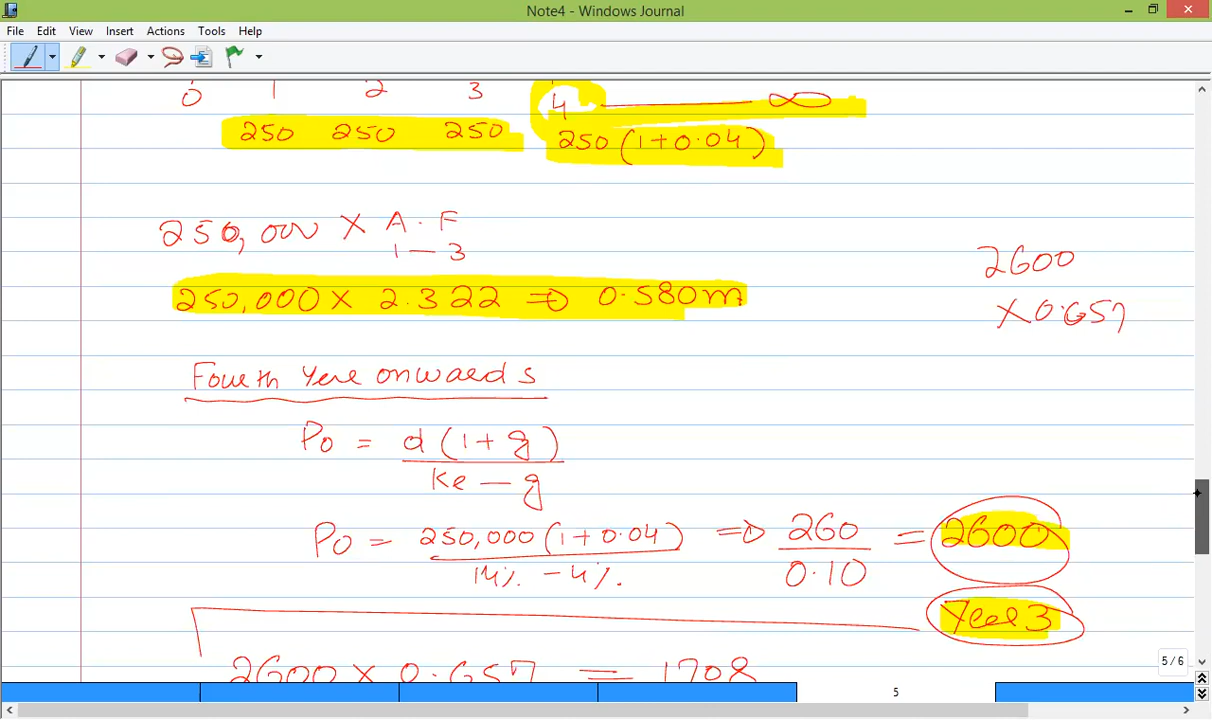 Note4 - Windows Journal
File Edit View Insert Actions Tools Help
0 1 2 3 4 ∞
250 250 250 250 (1+0.04)
250,000 X A.F
1 — 3
2600
250,000 X 2.322 ⇒ 0.580m
X 0.657
Fourth Year onwards
Po = d (1+g)
Ke — g
Po = 250,000 (1+0.04) ⇒ 260 = 2600
14% - 4% 0.10
Year 3
2600 X 0.657 = 1708
5 / 6
5